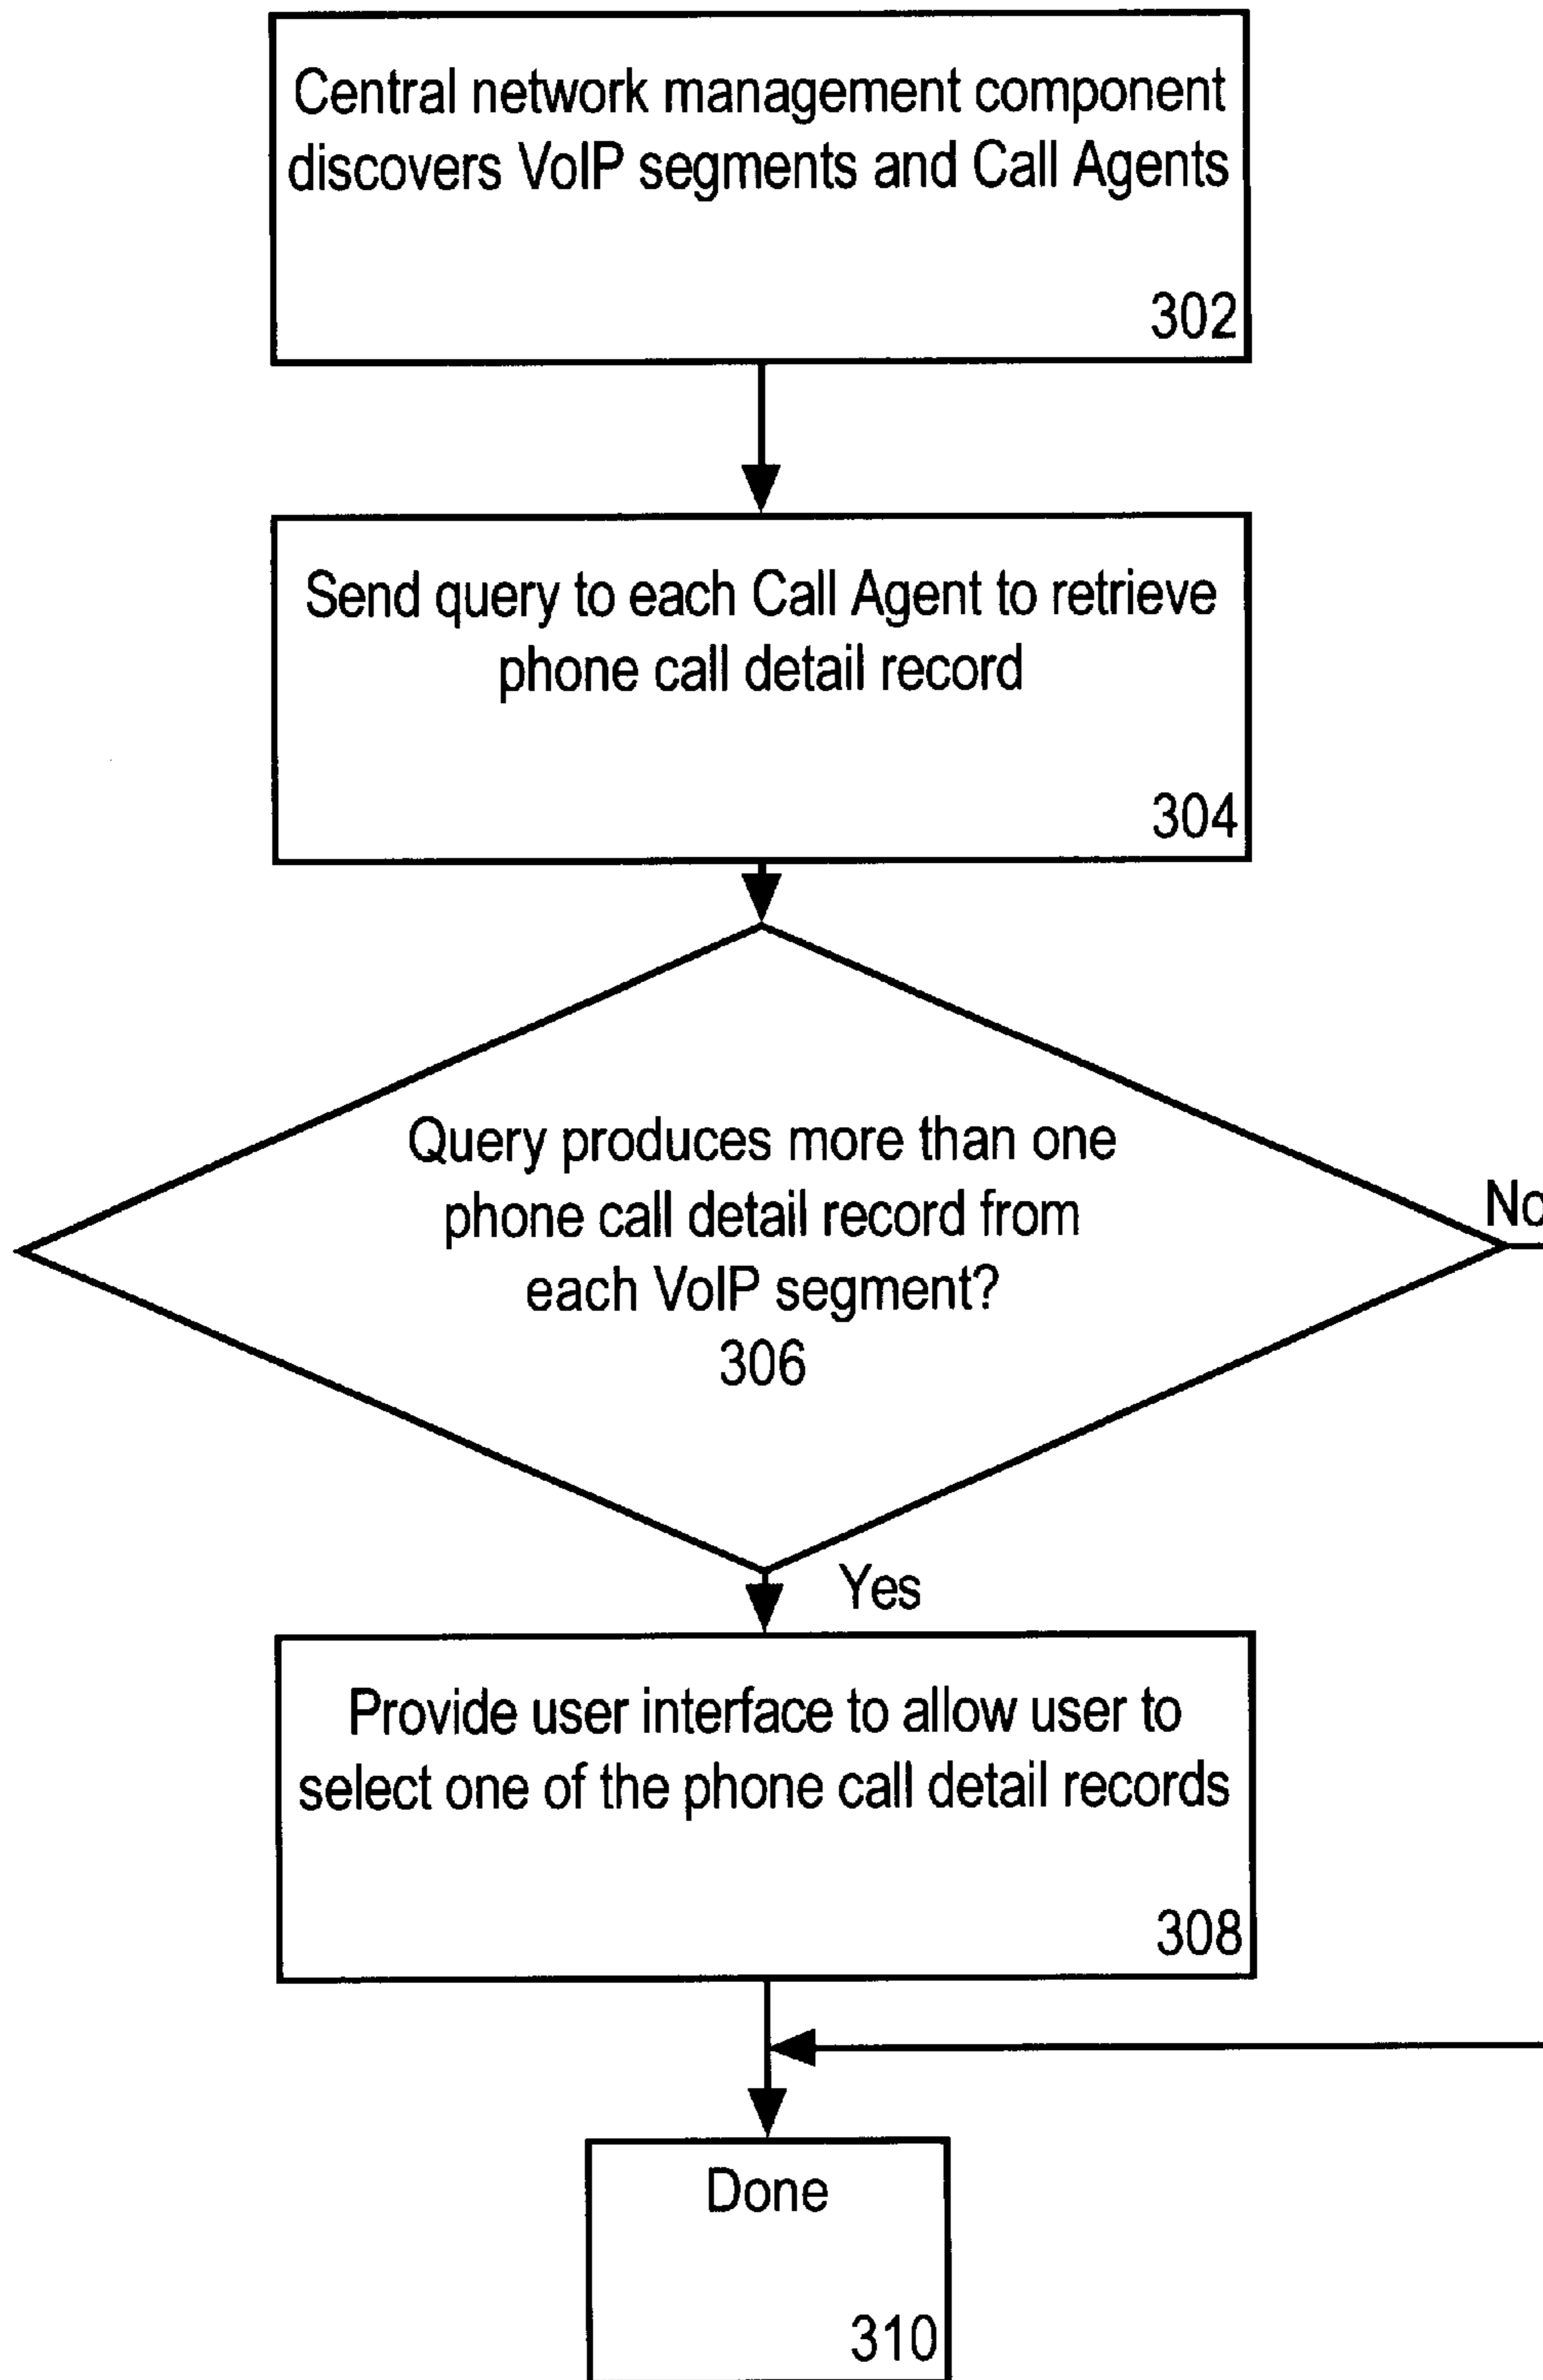 Central network management component
discovers VoIP segments and Call Agents
302
Send query to each Call Agent to retrieve
phone call detail record
304
Query produces more than one
phone call detail record from
each VoIP segment?
306
No
Yes
Provide user interface to allow user to
select one of the phone call detail records
308
Done
310